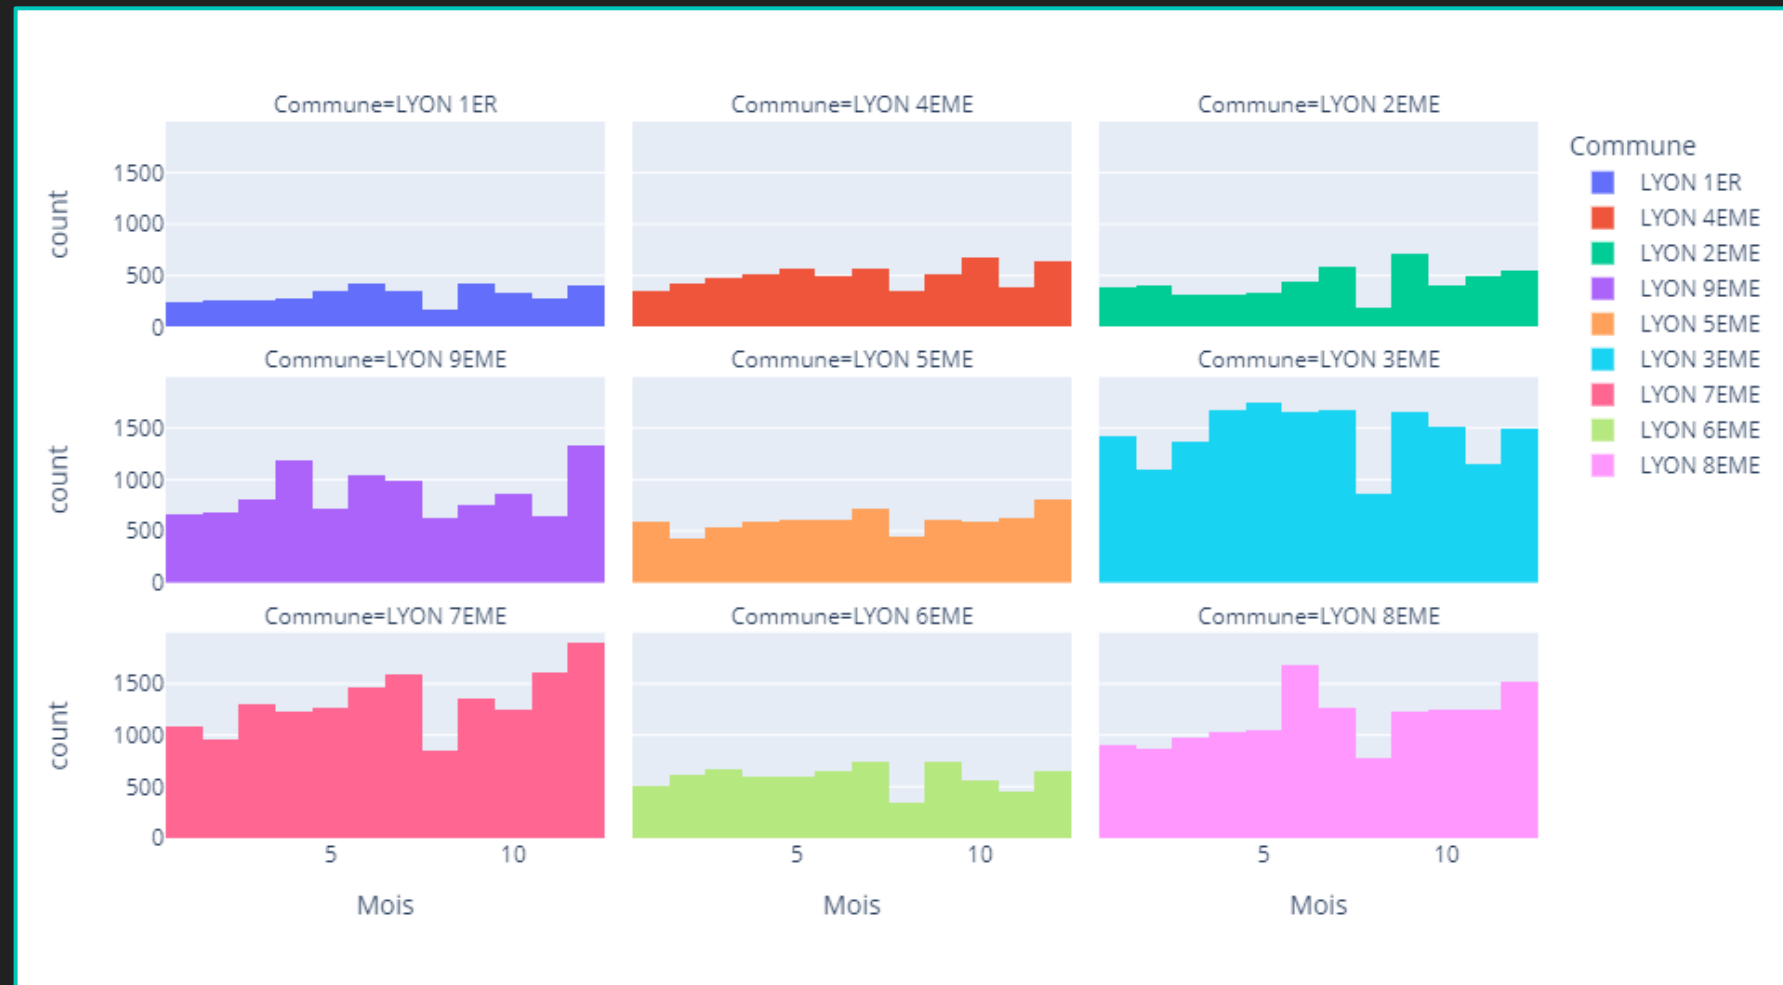 Commune=LYON 1ER
Commune=LYON 4EME
Commune=LYON 2EME
count
1500
1000
500
0
Commune=LYON 9EME
Commune=LYON 5EME
Commune=LYON 3EME
count
1500
1000
500
0
Commune=LYON 7EME
Commune=LYON 6EME
Commune=LYON 8EME
count
1500
1000
500
0
5
10
5
10
5
10
Mois
Mois
Mois
Commune
LYON 1ER
LYON 4EME
LYON 2EME
LYON 9EME
LYON 5EME
LYON 3EME
LYON 7EME
LYON 6EME
LYON 8EME